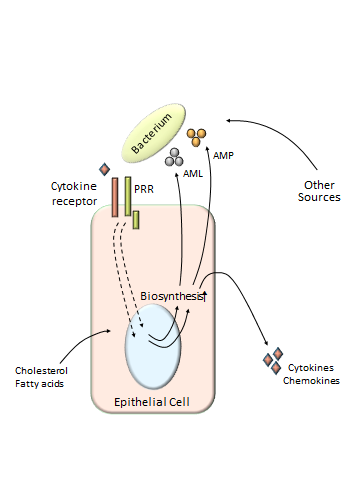 Bacterium
AMP
AML
Cytokine
receptor
PRR
Other
Sources
Biosynthesis
Cholesterol
Fatty acids
Cytokines
Chemokines
Epithelial Cell